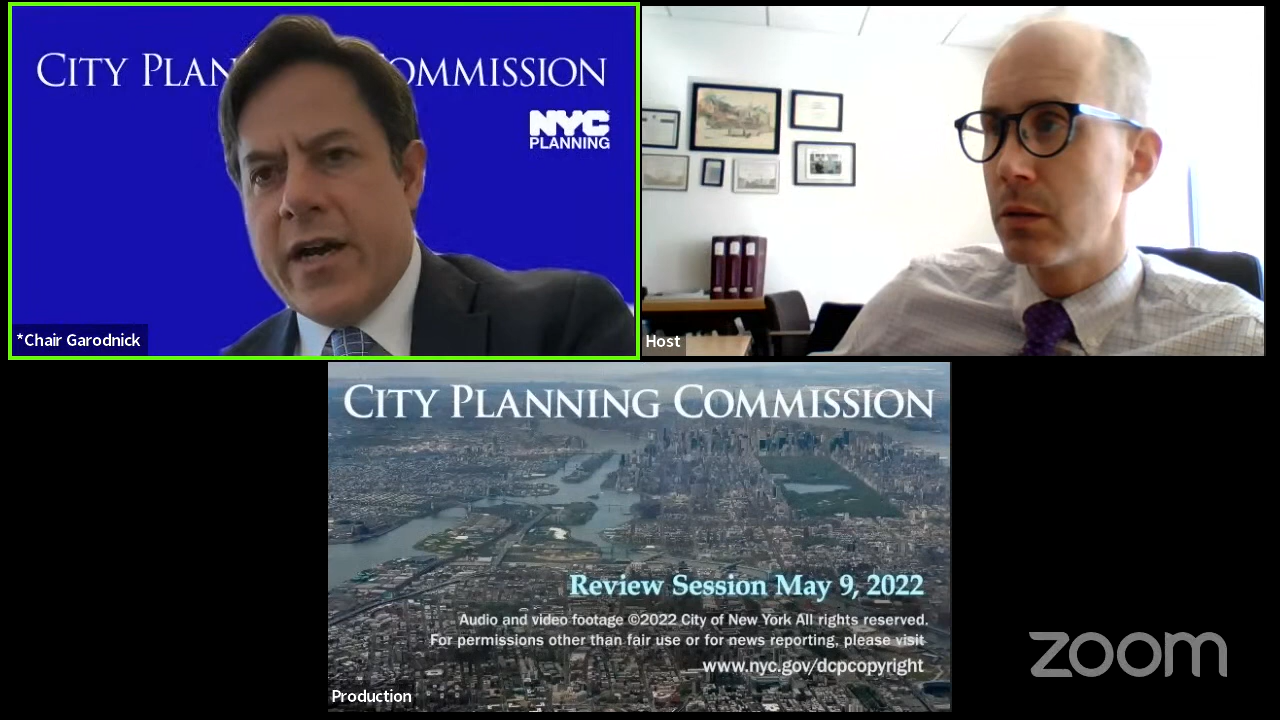 CITY PLAN OMMISSION
NYC
PLANNING
*Chair Garodnick
Host
CITY PLANNING COMMISSION
Review Session May 9, 2022
Audio and video footage ©2022 City of New York All rights reserved.
For permissions other than fair use or for news reporting, please visit
www.nyc.gov/dcpcopyright
Production
zoom